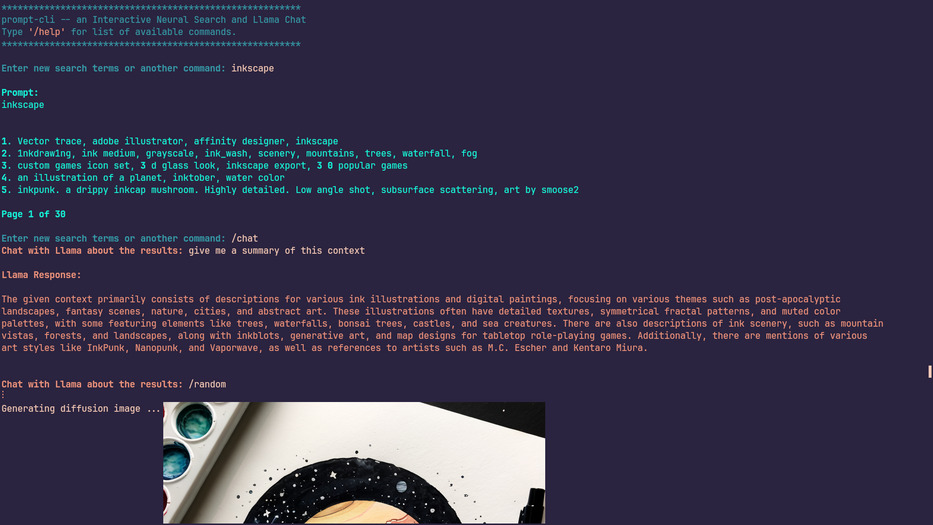 ************************************************************
prompt-cli -- an Interactive Neural Search and Llama Chat
Type '/help' for list of available commands.
************************************************************
Enter new search terms or another command: inkscape
Prompt:
inkscape
1. Vector trace, adobe illustrator, affinity designer, inkscape
2. 1nkdraw1ng, ink medium, grayscale, ink_wash, scenery, mountains, trees, waterfall, fog
3. custom games icon set, 3 d glass look, inkscape export, 3 0 popular games
4. an illustration of a planet, inktober, water color
5. inkpunk. a drippy inkcap mushroom. Highly detailed. Low angle shot, subsurface scattering, art by smoose2
Page 1 of 30
Enter new search terms or another command: /chat
Chat with Llama about the results: give me a summary of this context
Llama Response:
The given context primarily consists of descriptions for various ink illustrations and digital paintings, focusing on various themes such as post-apocalyptic
landscapes, fantasy scenes, nature, cities, and abstract art. These illustrations often have detailed textures, symmetrical fractal patterns, and muted color
palettes, with some featuring elements like trees, waterfalls, bonsai trees, castles, and sea creatures. There are also descriptions of ink scenery, such as mountain
vistas, forests, and landscapes, along with inkblots, generative art, and map designs for tabletop role-playing games. Additionally, there are mentions of various
art styles like InkPunk, Nanopunk, and Vaporwave, as well as references to artists such as M.C. Escher and Kentaro Miura.
Chat with Llama about the results: /random
⋮
Generating diffusion image ...